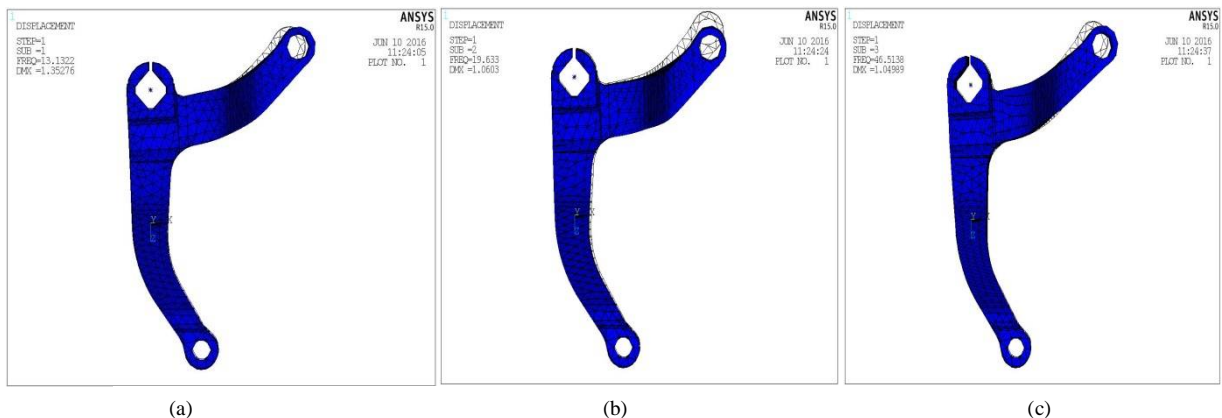 1
DISPLACEMENT
STEP=1
SUB =1
FREQ=13.1322
DMX =1.35276
ANSYS
R15.0
JUN 10 2016
11:24:05
PLOT NO. 1
Y
X
Z
1
DISPLACEMENT
STEP=1
SUB =2
FREQ=19.633
DMX =1.0603
ANSYS
R15.0
JUN 10 2016
11:24:24
PLOT NO. 1
Y
X
Z
1
DISPLACEMENT
STEP=1
SUB =3
FREQ=46.5138
DMX =1.04989
ANSYS
R15.0
JUN 10 2016
11:24:37
PLOT NO. 1
Y
X
Z
(a)
(b)
(c)